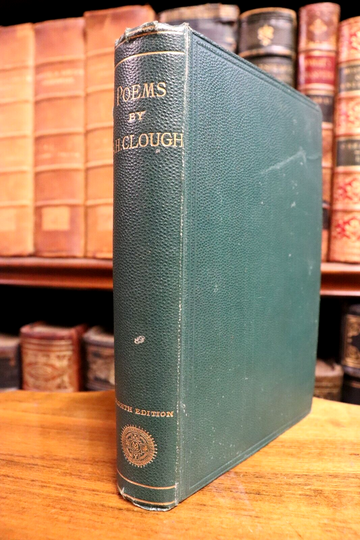 POEMS
BY
H. CLOUGH
EDITION